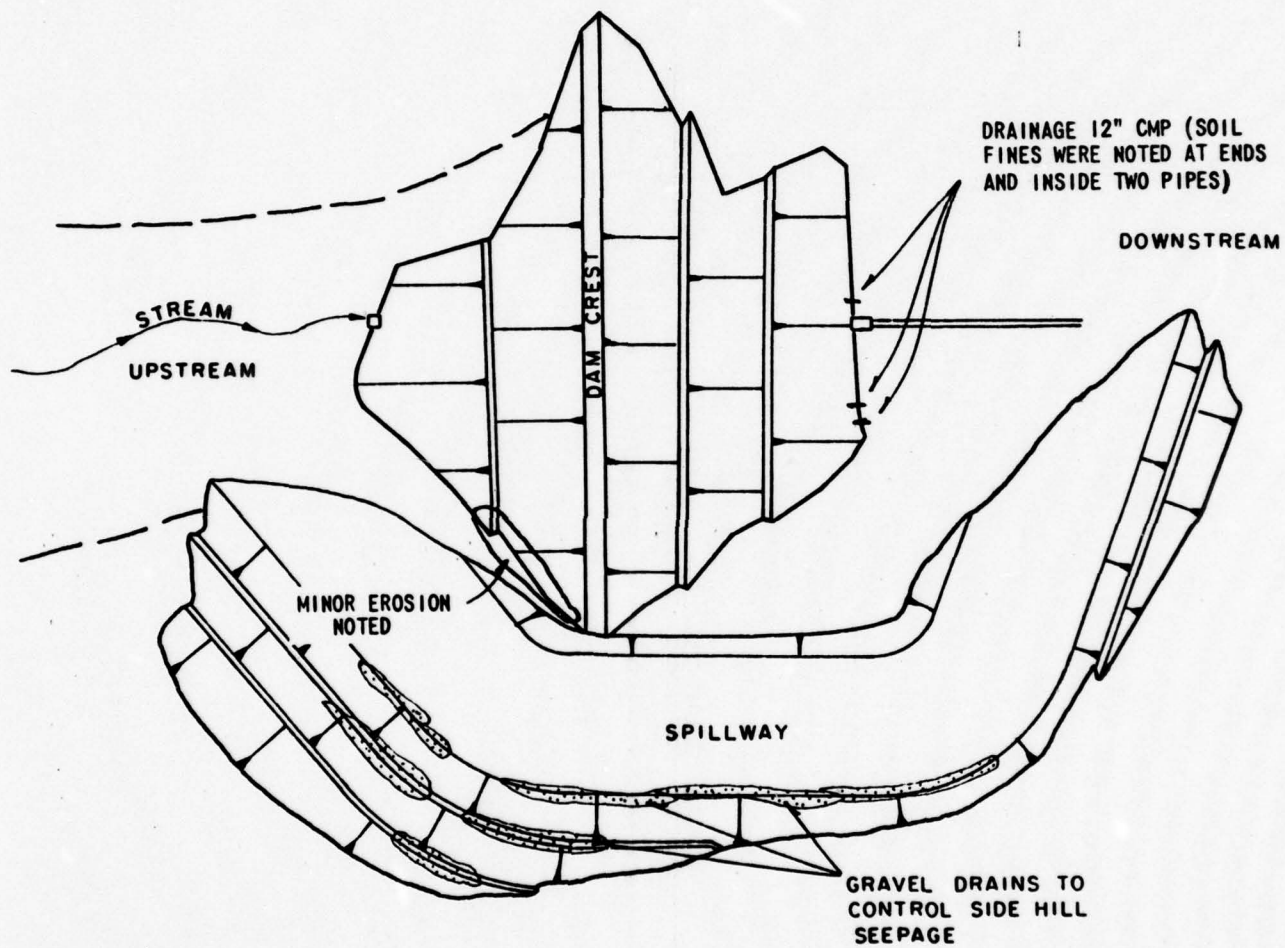 DRAINAGE 12" CMP (SOIL
FINES WERE NOTED AT ENDS
AND INSIDE TWO PIPES)
DOWNSTREAM
DAM CREST
STREAM
UPSTREAM
MINOR EROSION
NOTED
SPILLWAY
GRAVEL DRAINS TO
CONTROL SIDE HILL
SEEPAGE